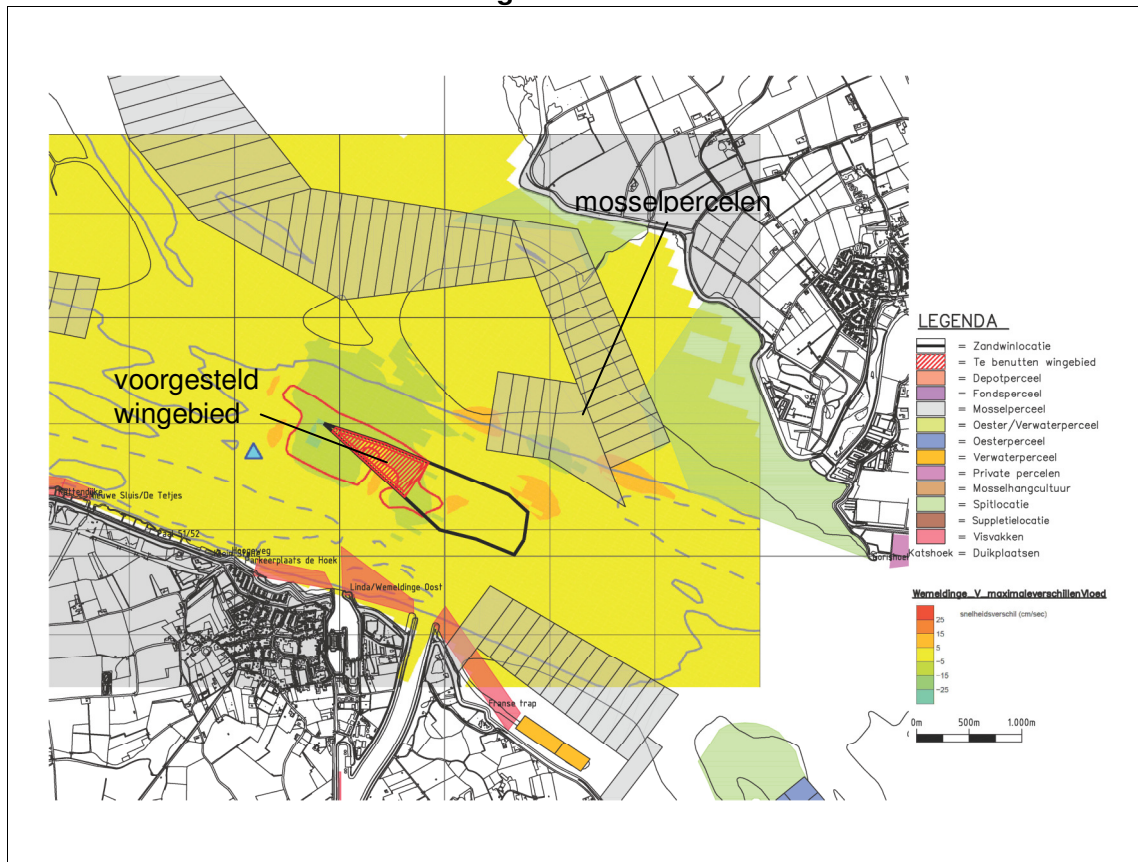 g
mosselpercelen
voorgesteld
wingebied
Nieuwe Sluis/De Tetjes
Parkeerplaats de Hoek
Linda/Wemeldinge Oost
Franse trap
LEGENDA
= Zandwinlocatie
= Te benutten wingebied
= Depotperceel
= Fondsperceel
= Mosselperceel
= Oester/Verwaterperceel
= Oesterperceel
= Verwaterperceel
= Private percelen
= Mosselhangcultuur
= Spitlocatie
= Suppletielocatie
= Visvakken
Katshoek = Duikplaatsen
Wemeldinge_V_maximaleverschillenVloed
snelheidsverschil (cm/sec)
25
15
5
-5
-15
-25
0m 500m 1.000m